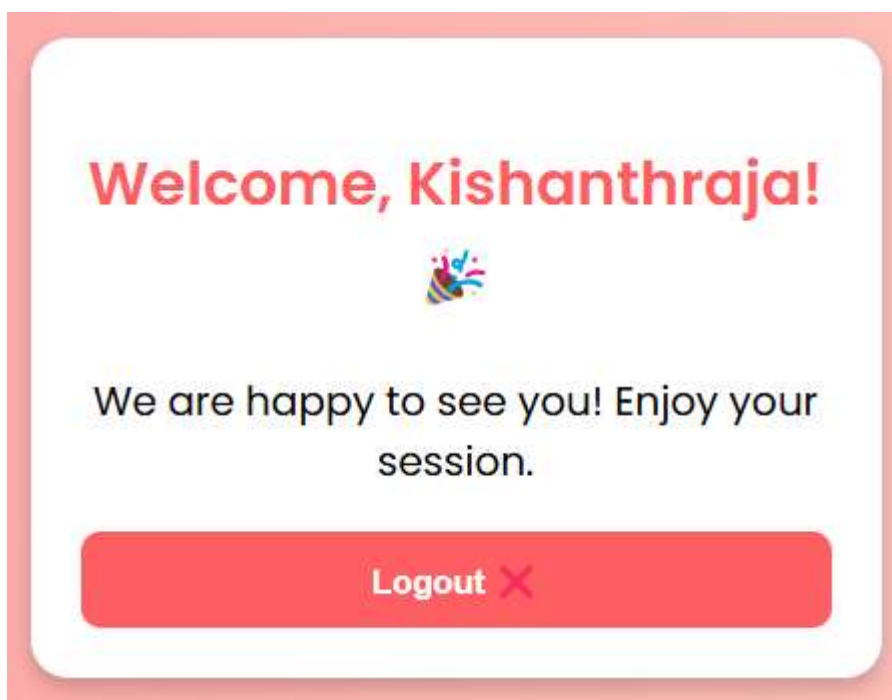 Welcome, Kishanthraja!
🎉
We are happy to see you! Enjoy your
session.
Logout ❌